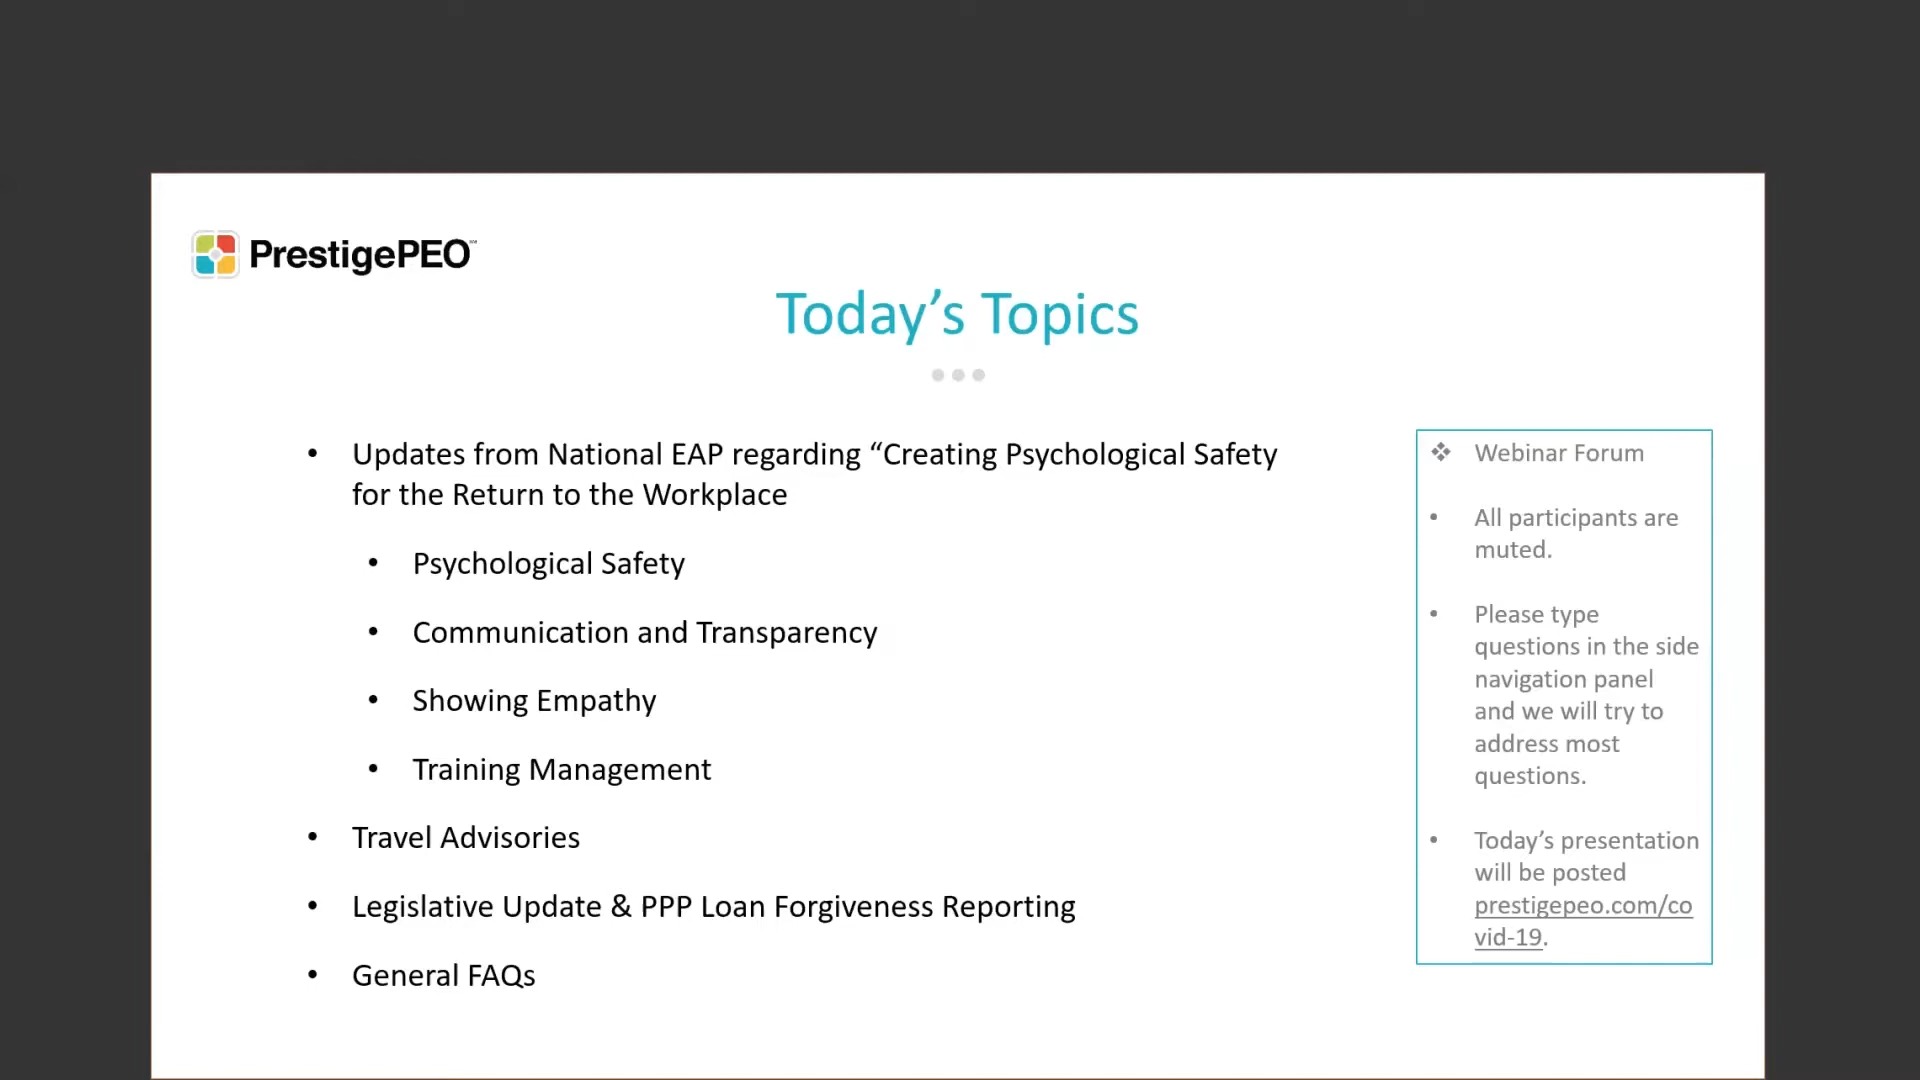 PrestigePEO
Today’s Topics
• Updates from National EAP regarding “Creating Psychological Safety
for the Return to the Workplace
• Psychological Safety
• Communication and Transparency
• Showing Empathy
• Training Management
• Travel Advisories
• Legislative Update & PPP Loan Forgiveness Reporting
• General FAQs
❖ Webinar Forum
• All participants are
muted.
• Please type
questions in the side
navigation panel
and we will try to
address most
questions.
• Today’s presentation
will be posted
prestigepeo.com/co
vid-19.